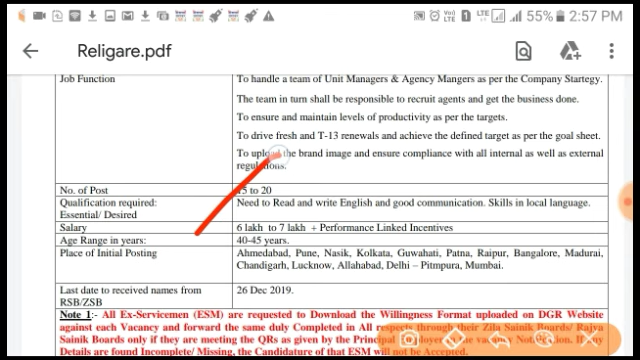 55% 2:57 PM
Religare.pdf
Job Function
To handle a team of Unit Managers & Agency Mangers as per the Company Startegy.
The team in turn shall be responsible to recruit agents and get the business done.
To ensure and maintain levels of productivity as per the targets.
To drive fresh and T-13 renewals and achieve the defined target as per the goal sheet.
To upload the brand image and ensure compliance with all internal as well as external
regulations.
No. of Post 15 to 20
Qualification required: Need to Read and write English and good communication. Skills in local language.
Essential/ Desired
Salary 6 lakh to 7 lakh + Performance Linked Incentives
Age Range in years: 40-45 years.
Place of Initial Posting Ahmedabad, Pune, Nasik, Kolkata, Guwahati, Patna, Raipur, Bangalore, Madurai,
Chandigarh, Lucknow, Allahabad, Delhi – Pitmpura, Mumbai.
Last date to received names from 26 Dec 2019.
RSB/ZSB
Note 1:- All Ex-Servicemen (ESM) are requested to Download the Willingness Format uploaded on DGR Website
against each Vacancy and forward the same duly Completed in All respects through their Zila Sainik Boards/ Rajya
Sainik Boards only if they are meeting the QRs as given by the Principal Employer in the vacancy Notification. If Any
Details are found Incomplete/ Missing, the Candidature of that ESM will not be Accepted.